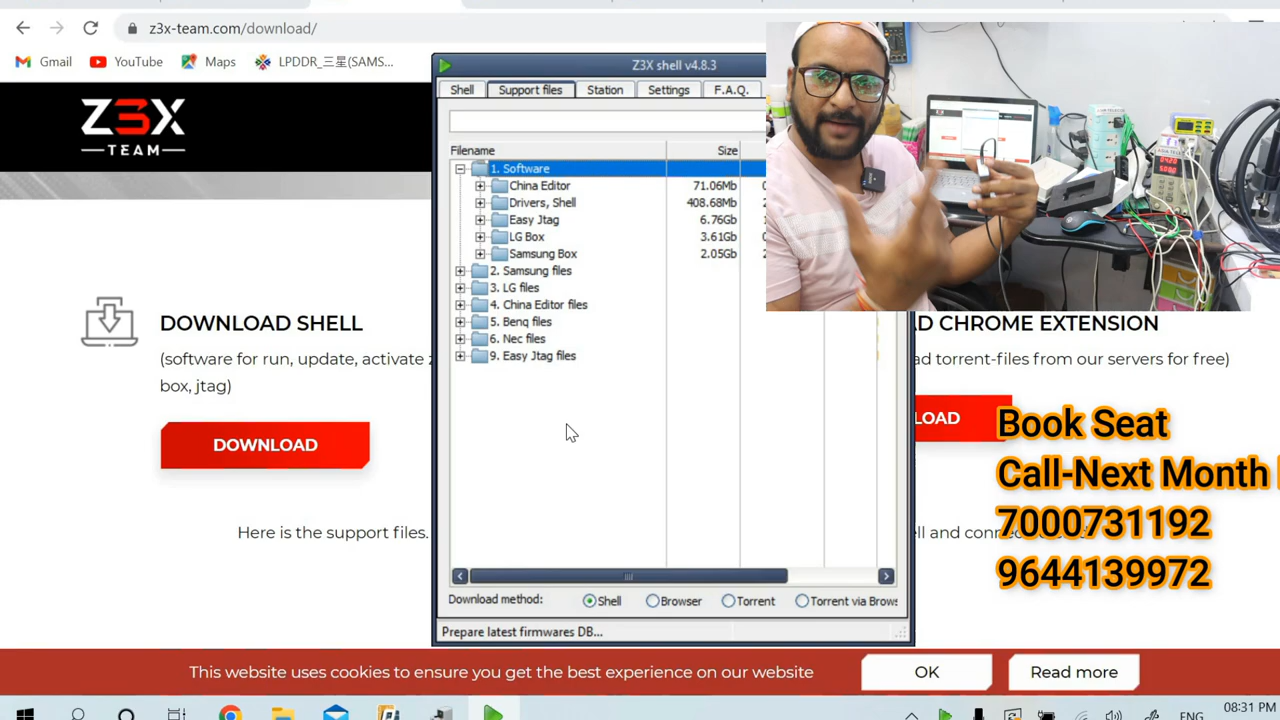 z3x-team.com/download/
Gmail
YouTube
Maps
LPDDR_三星(SAMS...
Z3X
TEAM
Z3X shell v4.8.3
Shell
Support files
Station
Settings
F.A.Q.
Filename
Size
1. Software
China Editor
71.06Mb
Drivers, Shell
408.68Mb
Easy Jtag
6.76Gb
LG Box
3.61Gb
Samsung Box
2.05Gb
2. Samsung files
3. LG files
4. China Editor files
5. Benq files
6. Nec files
9. Easy Jtag files
Download method:
Shell
Browser
Torrent
Torrent via Brows
Prepare latest firmwares DB...
DOWNLOAD SHELL
(software for run, update, activate z
box, jtag)
DOWNLOAD
AD CHROME EXTENSION
ad torrent-files from our servers for free)
LOAD
Here is the support files.
ell and conn
Book Seat
Call-Next Month
7000731192
9644139972
This website uses cookies to ensure you get the best experience on our website
OK
Read more
ENG
08:31 PM